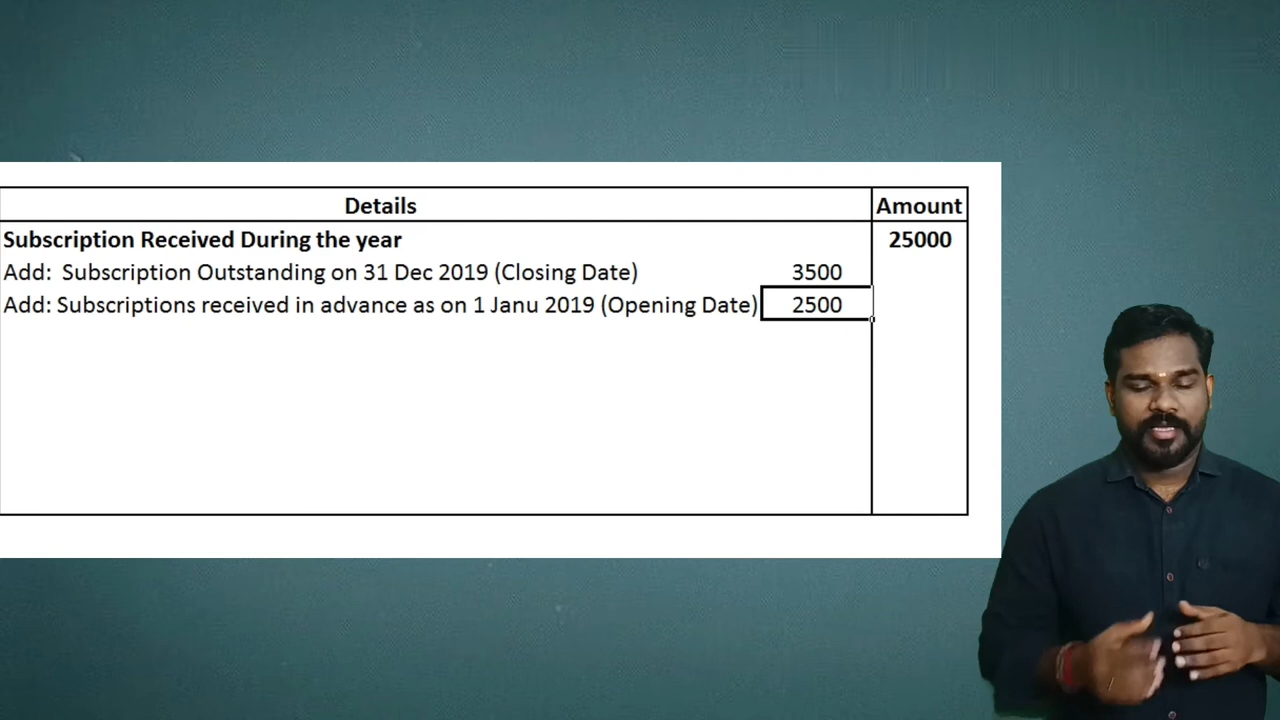 Details Amount
Subscription Received During the year 25000
Add: Subscription Outstanding on 31 Dec 2019 (Closing Date) 3500
Add: Subscriptions received in advance as on 1 Janu 2019 (Opening Date) 2500